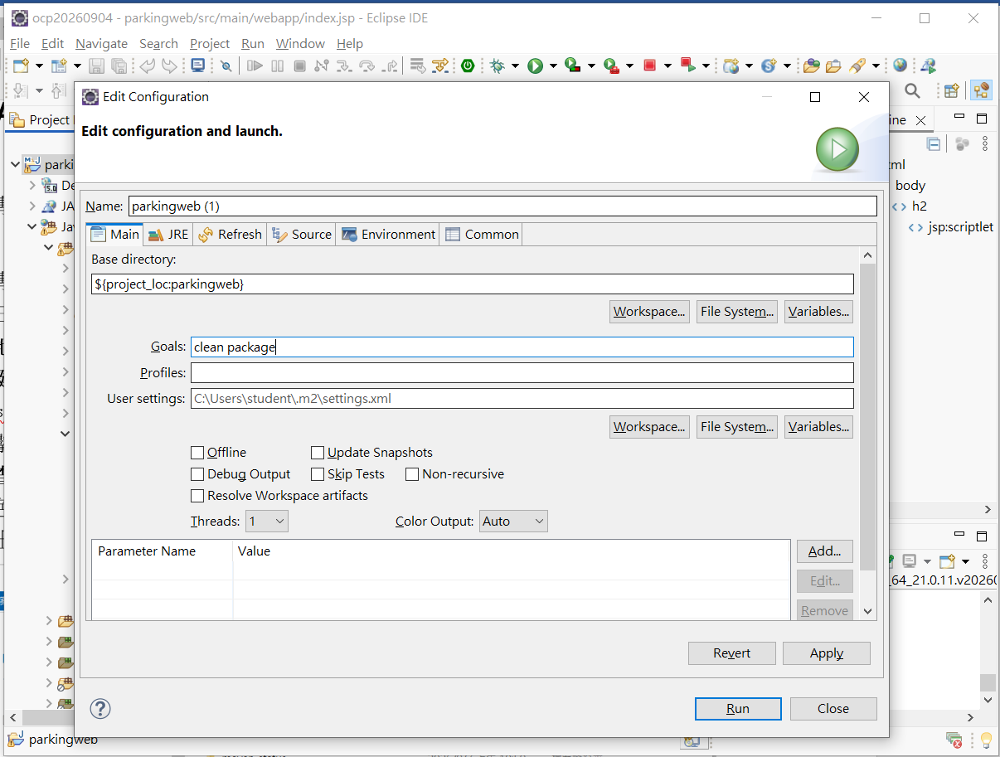 ocp20260904 - parkingweb/src/main/webapp/index.jsp - Eclipse IDE
File Edit Navigate Search Project Run Window Help
Edit Configuration
Project
ine
Edit configuration and launch.
parki
De
JA
Jav
ml
body
h2
jsp:scriptlet
Name: parkingweb (1)
Main JRE Refresh Source Environment Common
Base directory:
${project_loc:parkingweb}
Workspace... File System... Variables...
Goals: clean package
Profiles:
User settings: C:\Users\student\.m2\settings.xml
Workspace... File System... Variables...
Offline Update Snapshots
Debug Output Skip Tests Non-recursive
Resolve Workspace artifacts
Threads: 1 Color Output: Auto
Parameter Name Value
Add...
Edit...
Remove
_64_21.0.11.v20260
Revert Apply
Run Close
parkingweb